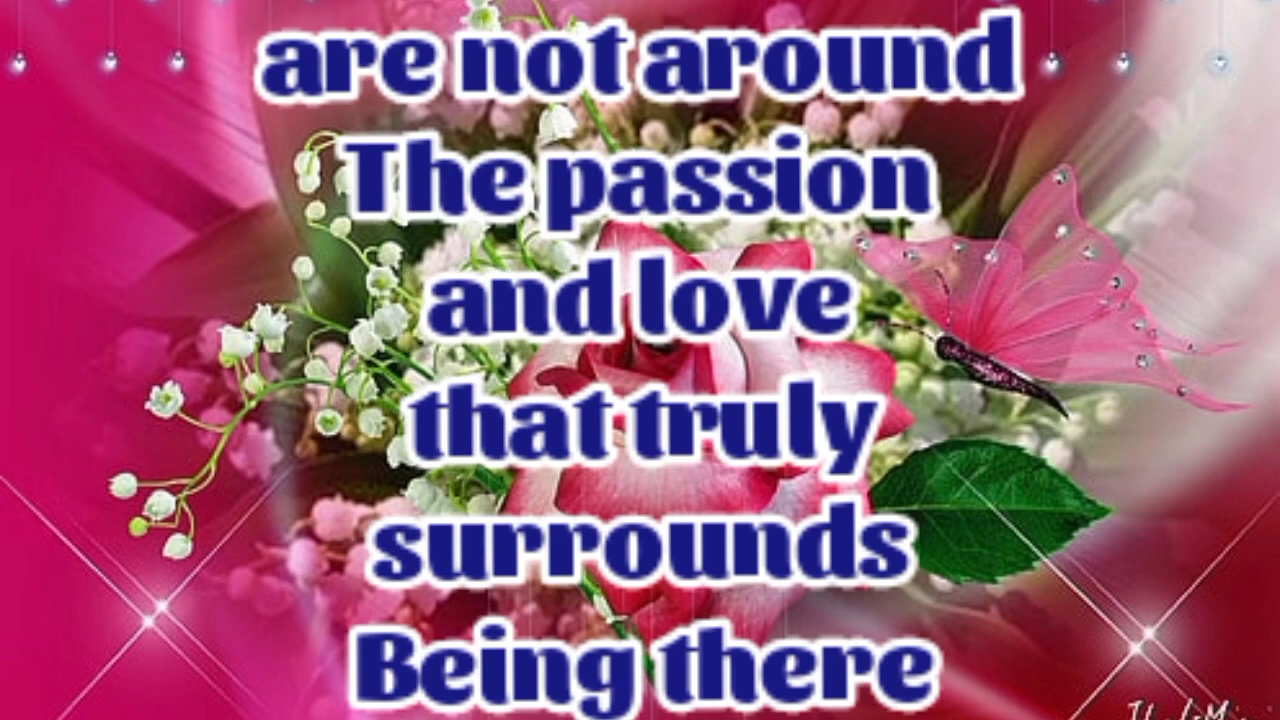 are not around
The passion
and love
that truly
surrounds
Being there